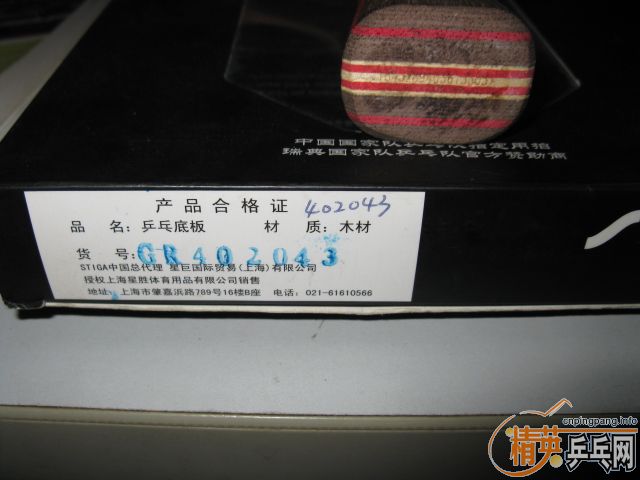 中国国家队乒乓球队指定用拍
瑞典国家队乒乓球队官方赞助商
产品合格证 402043
品 名：乒乓底板 材 质：木材
货 号：GR402043
STIGA中国总代理 星巨国际贸易(上海)有限公司
授权上海星胜体育用品有限公司销售
地址：上海市肇嘉浜路789号16楼B座 电话：021-61610566
cnpingpang.info
精英乒乓网